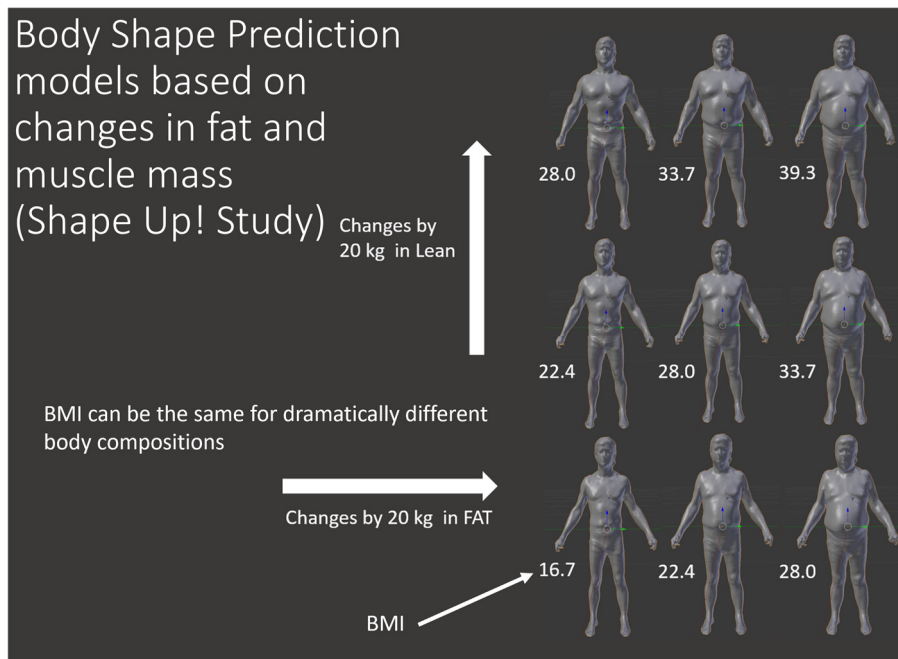 Body Shape Prediction
models based on
changes in fat and
muscle mass
(Shape Up! Study)
Changes by
20 kg in Lean
28.0
33.7
39.3
22.4
28.0
33.7
BMI can be the same for dramatically different
body compositions
Changes by 20 kg in FAT
16.7
22.4
28.0
BMI